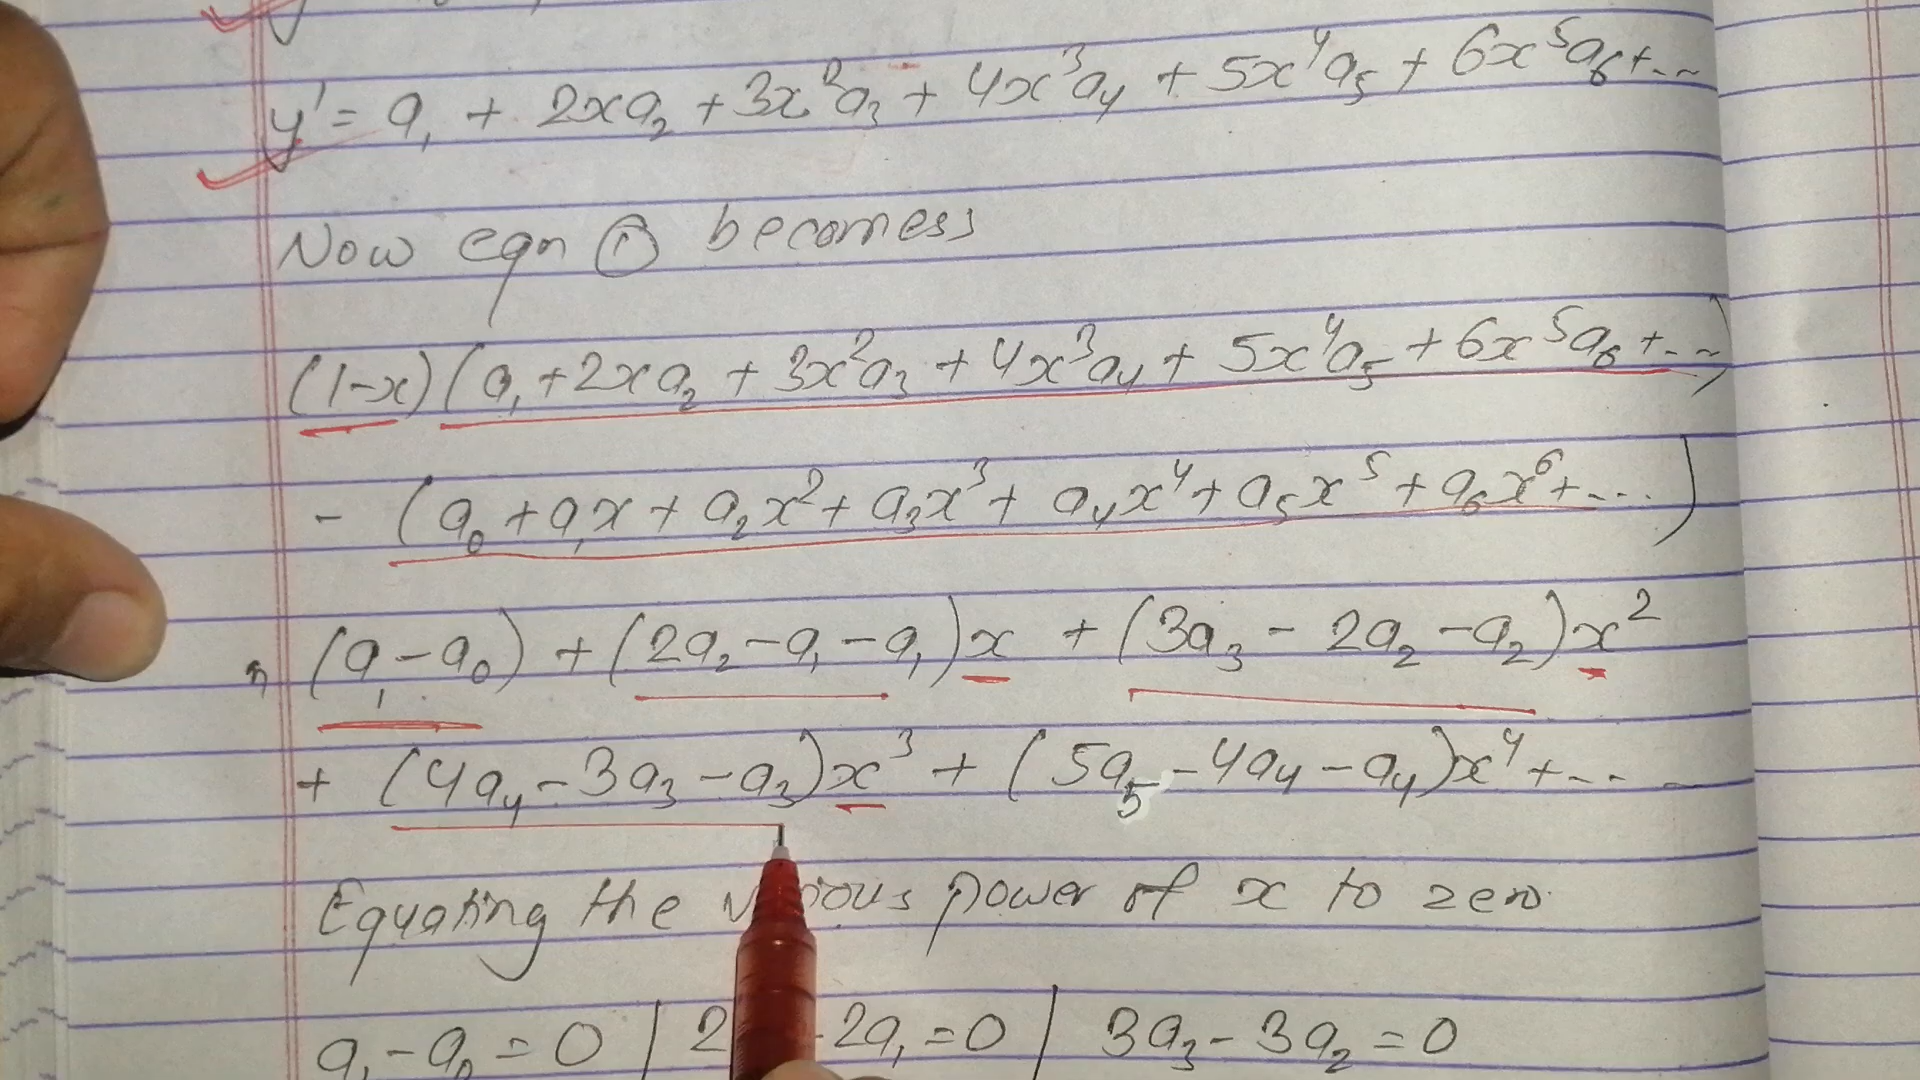 y' = a₁ + 2xa₂ + 3x²a₃ + 4x³a₄ + 5x⁴a₅ + 6x⁵a₆ + ...
Now eqn ① becomess
(1-x)(a₁ + 2xa₂ + 3x²a₃ + 4x³a₄ + 5x⁴a₅ + 6x⁵a₆ + ...)
- (a₀ + a₁x + a₂x² + a₃x³ + a₄x⁴ + a₅x⁵ + a₆x⁶ + ...)
(a₁ - a₀) + (2a₂ - a₁ - a₁)x + (3a₃ - 2a₂ - a₂)x²
+ (4a₄ - 3a₃ - a₃)x³ + (5a₅ - 4a₄ - a₄)x⁴ + ...
Equating the power of x to zero.
a₁ - a₀ = 0 | 2 - 2a₁ = 0 | 3a₃ - 3a₂ = 0